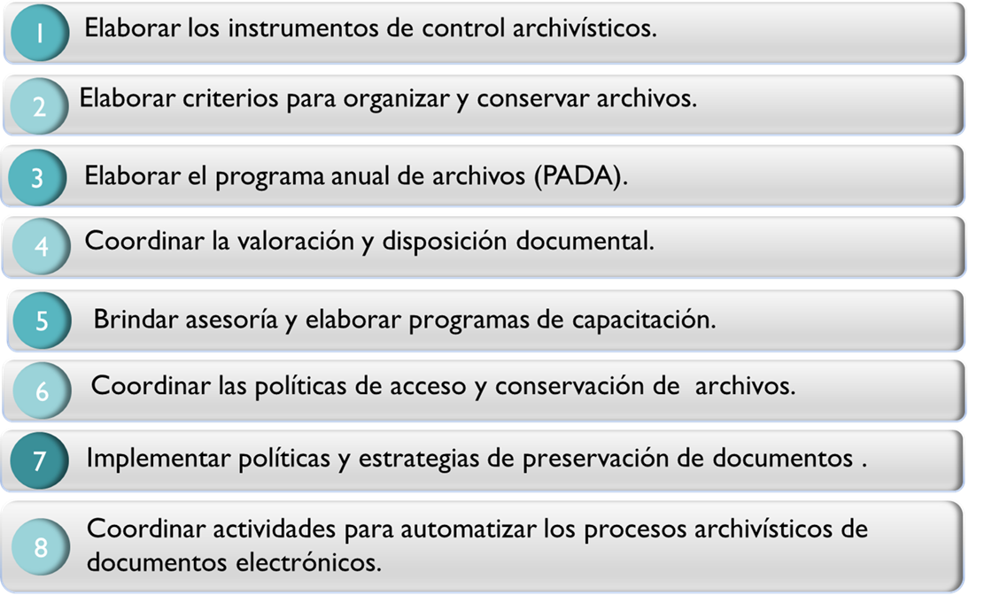 1 Elaborar los instrumentos de control archivísticos.
2 Elaborar criterios para organizar y conservar archivos.
3 Elaborar el programa anual de archivos (PADA).
4 Coordinar la valoración y disposición documental.
5 Brindar asesoría y elaborar programas de capacitación.
6 Coordinar las políticas de acceso y conservación de  archivos.
7 Implementar políticas y estrategias de preservación de documentos .
8 Coordinar actividades para automatizar los procesos archivísticos de
documentos electrónicos.